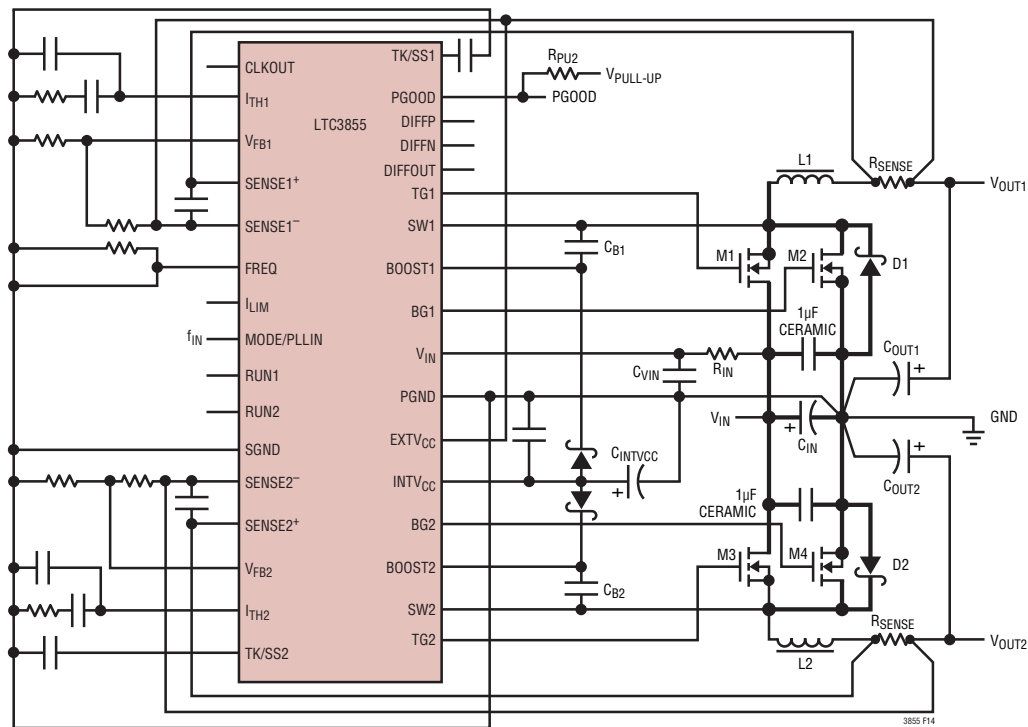 LTC3855
CLKOUT
ITH1
VFB1
SENSE1+
SENSE1–
FREQ
ILIM
fIN
MODE/PLLIN
RUN1
RUN2
SGND
SENSE2–
SENSE2+
VFB2
ITH2
TK/SS2
TK/SS1
PGOOD
DIFFP
DIFFN
DIFFOUT
TG1
SW1
BOOST1
BG1
VIN
PGND
EXTVCC
INTVCC
BG2
BOOST2
SW2
TG2
RPU2
VPULL-UP
PGOOD
L1
RSENSE
VOUT1
CB1
M1
M2
D1
1µF
CERAMIC
COUT1
+
CVIN
RIN
VIN
+
CIN
GND
CINTVCC
+
COUT2
+
1µF
CERAMIC
M3
M4
D2
CB2
RSENSE
VOUT2
L2
3855 F14